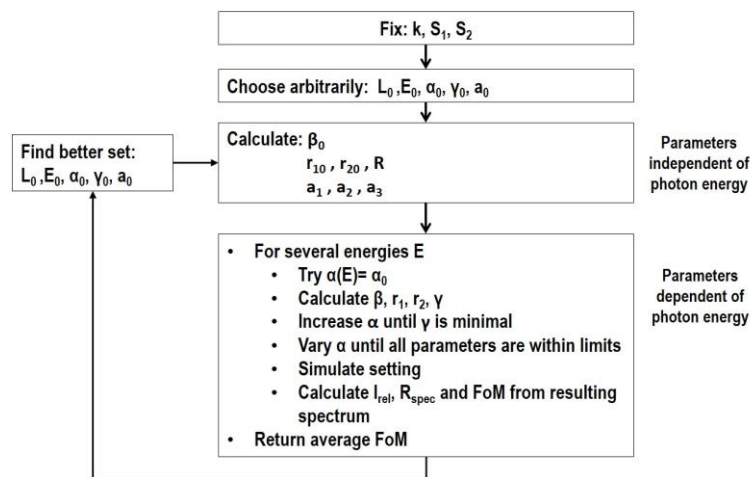 Fix: k, S₁, S₂
Choose arbitrarily: L₀ ,E₀, α₀, γ₀, a₀
Find better set:
L₀ ,E₀, α₀, γ₀, a₀
Calculate: β₀
r₁₀ , r₂₀ , R
a₁ , a₂ , a₃
Parameters
independent of
photon energy
• For several energies E
• Try α(E)= α₀
• Calculate β, r₁, r₂, γ
• Increase α until γ is minimal
• Vary α until all parameters are within limits
• Simulate setting
• Calculate I_rel, R_spec and FoM from resulting
spectrum
• Return average FoM
Parameters
dependent of
photon energy